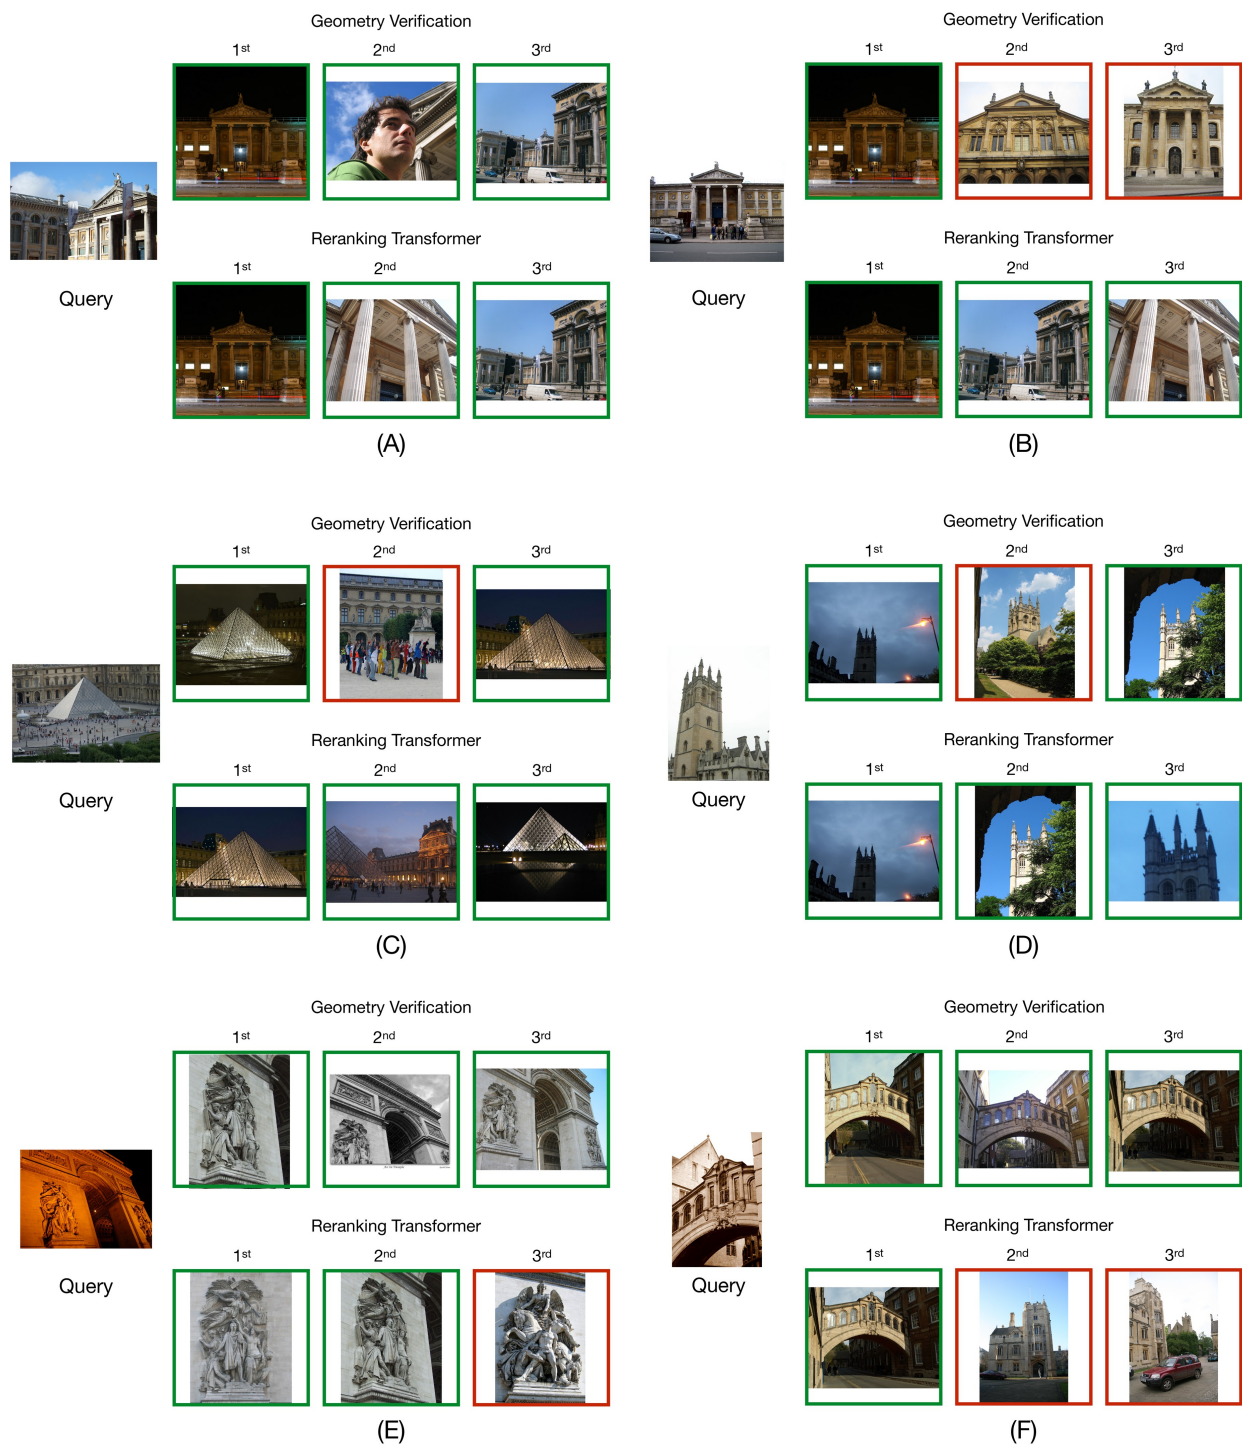 Geometry Verification
1st 2nd 3rd
Reranking Transformer
1st 2nd 3rd
Query
(A)
Geometry Verification
1st 2nd 3rd
Reranking Transformer
1st 2nd 3rd
Query
(B)
Geometry Verification
1st 2nd 3rd
Reranking Transformer
1st 2nd 3rd
Query
(C)
Geometry Verification
1st 2nd 3rd
Reranking Transformer
1st 2nd 3rd
Query
(D)
Geometry Verification
1st 2nd 3rd
Reranking Transformer
1st 2nd 3rd
Query
(E)
Geometry Verification
1st 2nd 3rd
Reranking Transformer
1st 2nd 3rd
Query
(F)